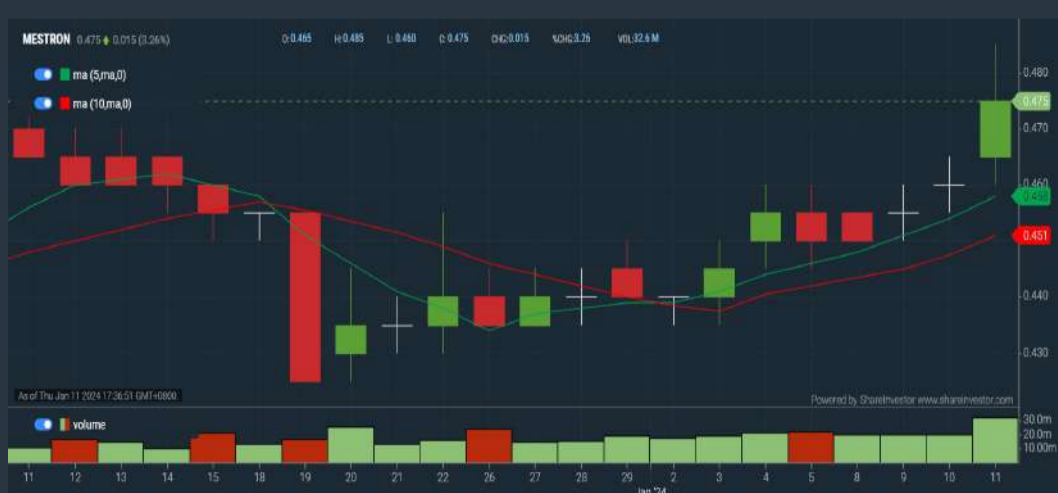 MESTRON 0.475 0.015 (3.26%) O: 0.465 H: 0.485 L: 0.460 C: 0.475 CHG:0.015 %CHG:3.26 VOL:32.6 M
ma (5,ma,0)
ma (10,ma,0)
0.480
0.475
0.470
0.460
0.458
0.451
0.440
0.430
As of Thu Jan 11 2024 17:36:51 GMT+0800
Powered by ShareInvestor www.shareinvestor.com
volume
30.0m
20.0m
10.00m
11 12 13 14 15 18 19 20 21 22 26 27 28 29 2 3 4 5 8 9 10 11
Jan '24